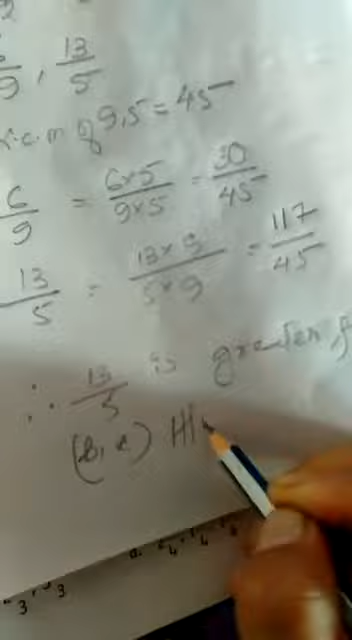 9, 13/5
l.c.m of 9,5 = 45
6/9 = 6×5/9×5 = 30/45
13/5 = 13×9/5×9 = 117/45
∴ 13/5 is greater
(b, c)